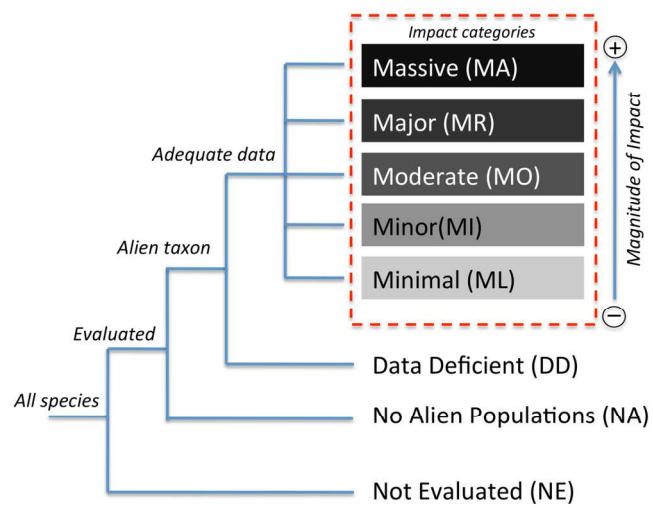 Impact categories
Massive (MA)
Major (MR)
Adequate data
Moderate (MO)
Minor(MI)
Alien taxon
Minimal (ML)
Magnitude of Impact
Evaluated
Data Deficient (DD)
All species
No Alien Populations (NA)
Not Evaluated (NE)